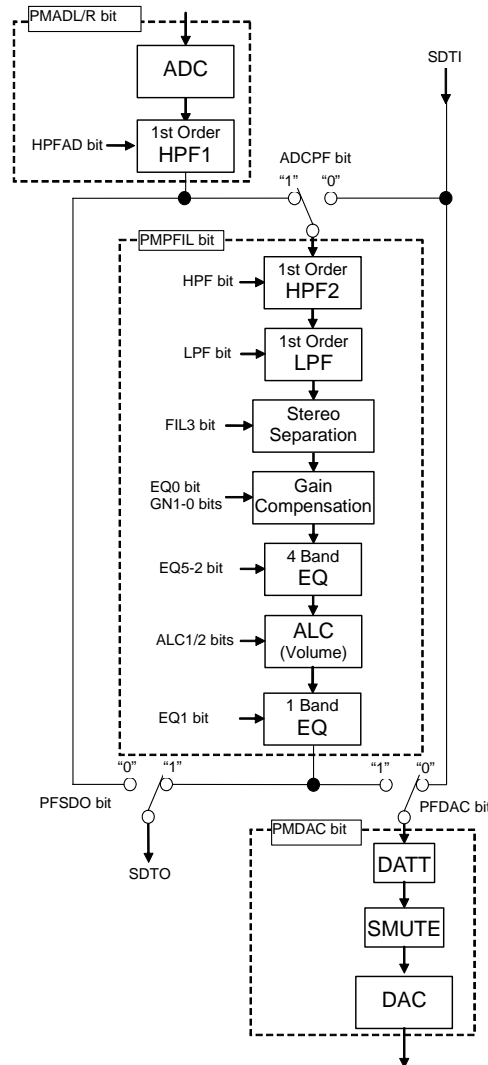 PMADL/R bit
ADC
SDTI
1st Order
HPF1
HPFAD bit
ADCPF bit
“1”
“0”
PMPFIL bit
1st Order
HPF2
HPF bit
1st Order
LPF
LPF bit
Stereo
Separation
FIL3 bit
Gain
Compensation
EQ0 bit
GN1-0 bits
4 Band
EQ
EQ5-2 bit
ALC
(Volume)
ALC1/2 bits
1 Band
EQ
EQ1 bit
“0”
“1”
“1”
“0”
PFSDO bit
PFDAC bit
SDTO
PMDAC bit
DATT
SMUTE
DAC